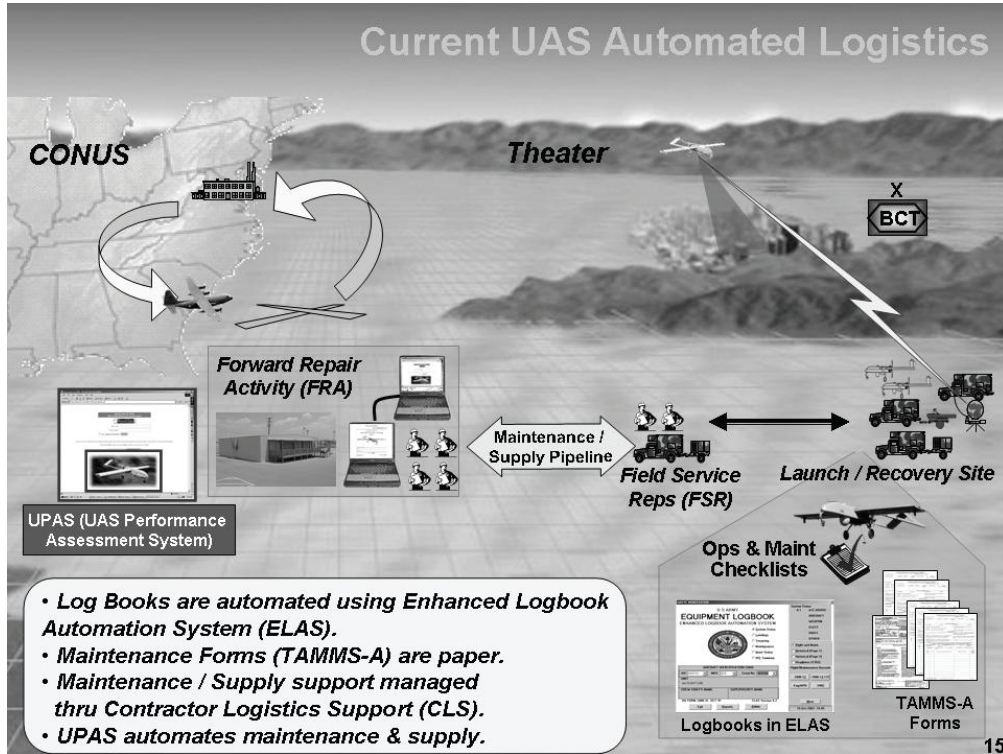 Current UAS Automated Logistics
CONUS
Theater
X
BCT
Forward Repair
Activity (FRA)
Maintenance /
Supply Pipeline
Field Service
Reps (FSR)
Launch / Recovery Site
UPAS (UAS Performance
Assessment System)
Ops & Maint
Checklists
U.S. ARMY
EQUIPMENT LOGBOOK
ENHANCED LOGBOOK AUTOMATION SYSTEM
Logbooks in ELAS
TAMMS-A
Forms
• Log Books are automated using Enhanced Logbook
Automation System (ELAS).
• Maintenance Forms (TAMMS-A) are paper.
• Maintenance / Supply support managed
thru Contractor Logistics Support (CLS).
• UPAS automates maintenance & supply.
15